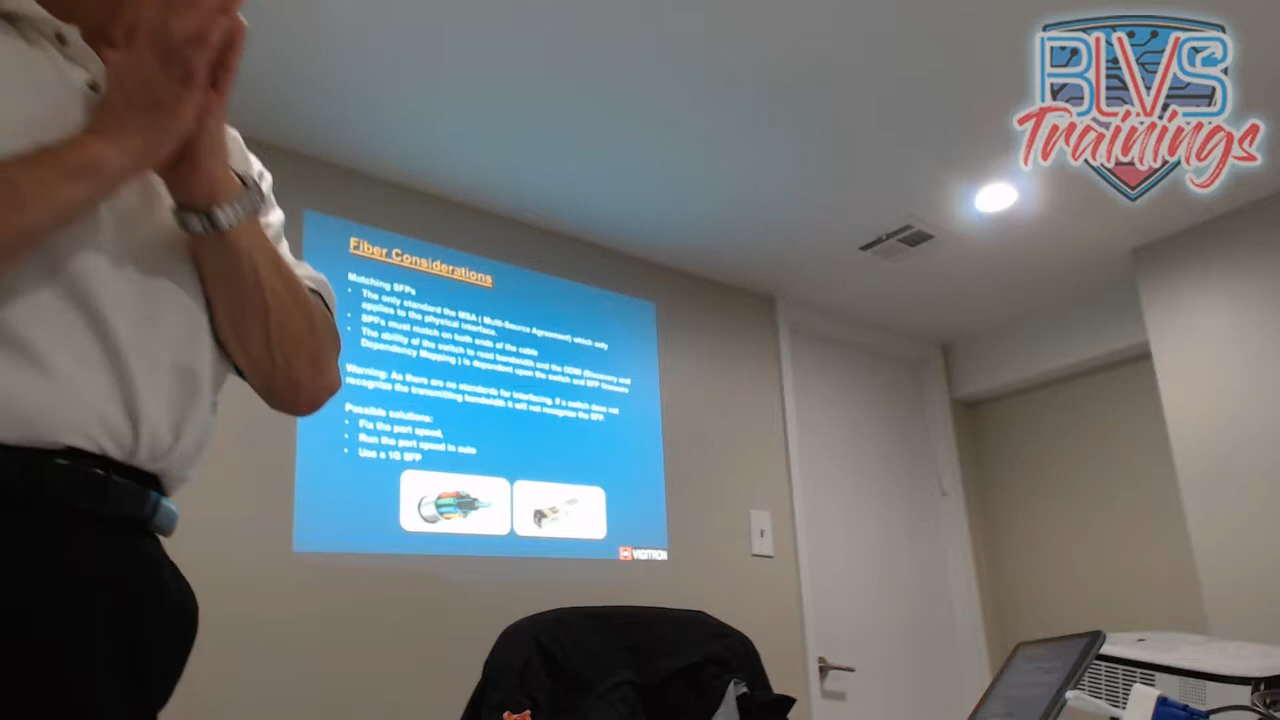 BLVS
Trainings
Fiber Considerations
Matching SFPs
• The only standard the MSA ( Multi-Source Agreement) which only
applies to the physical interface.
• SPFs must match on both ends of the cable
• The ability of the switch to read bandwidth and the DDM (Discovery and
Dependency Mapping ) is dependent upon the switch and SFP firmware
Warning: As there are no standards for interfacing, if a switch does not
recognize the transmitting bandwidth it will not recognize the SFP.
Possible solutions:
• Fix the port speed,
• Run the port speed in auto
• Use a 1G SFP
VIGITRON